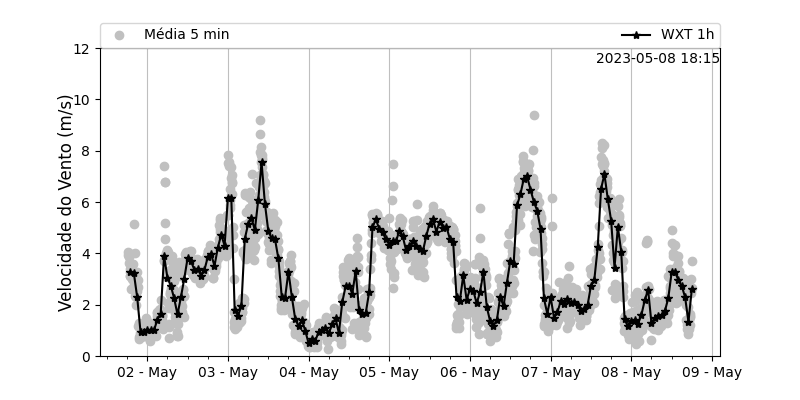 Média 5 min
WXT 1h
2023-05-08 18:15
12
10
8
6
4
2
0
Velocidade do Vento (m/s)
02 - May
03 - May
04 - May
05 - May
06 - May
07 - May
08 - May
09 - May